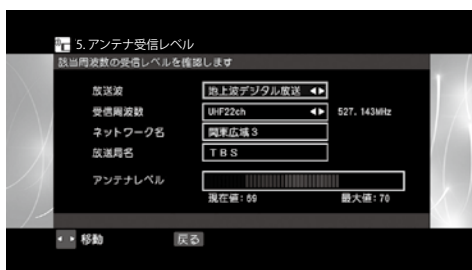 5. アンテナ受信レベル
該当周波数の受信レベルを確認します
放送波 地上波デジタル放送
受信周波数 UHF22ch 527.143MHz
ネットワーク名 関東広域3
放送局名 TBS
アンテナレベル
現在値:69 最大値:70
移動 戻る